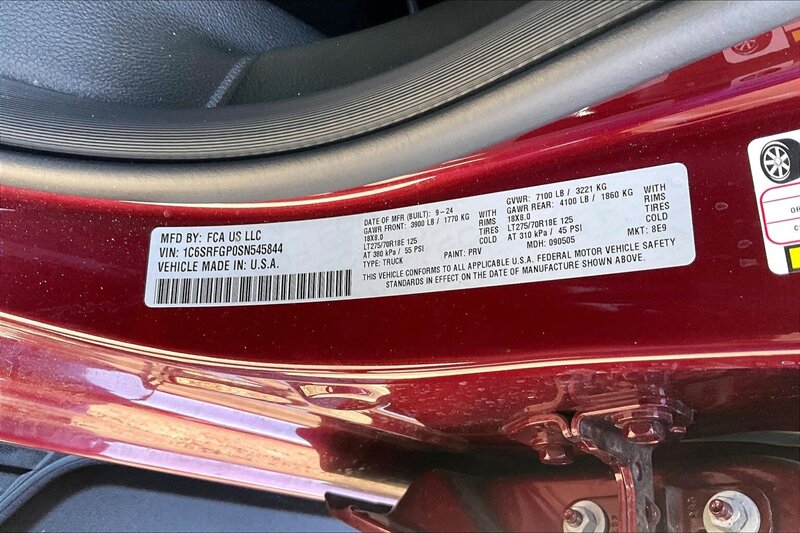 MFD BY: FCA US LLC
VIN: 1C6SRFGP0SN545844
VEHICLE MADE IN U.S.A.
DATE OF MFR (BUILT): 9-24
GAWR FRONT: 3900 LB / 1770 KG WITH
18X8.0 RIMS
LT275/70R18E 125 TIRES
AT 380 kPa / 55 PSI COLD
TYPE: TRUCK PAINT: PRV
GVWR: 7100 LB / 3221 KG
GAWR REAR: 4100 LB / 1860 KG WITH
18X8.0 RIMS
LT275/70R18E 125 TIRES
AT 310 kPa / 45 PSI COLD
MDH: 090505 MKT: 8E9
THIS VEHICLE CONFORMS TO ALL APPLICABLE U.S.A. FEDERAL MOTOR VEHICLE SAFETY
STANDARDS IN EFFECT ON THE DATE OF MANUFACTURE SHOWN ABOVE.